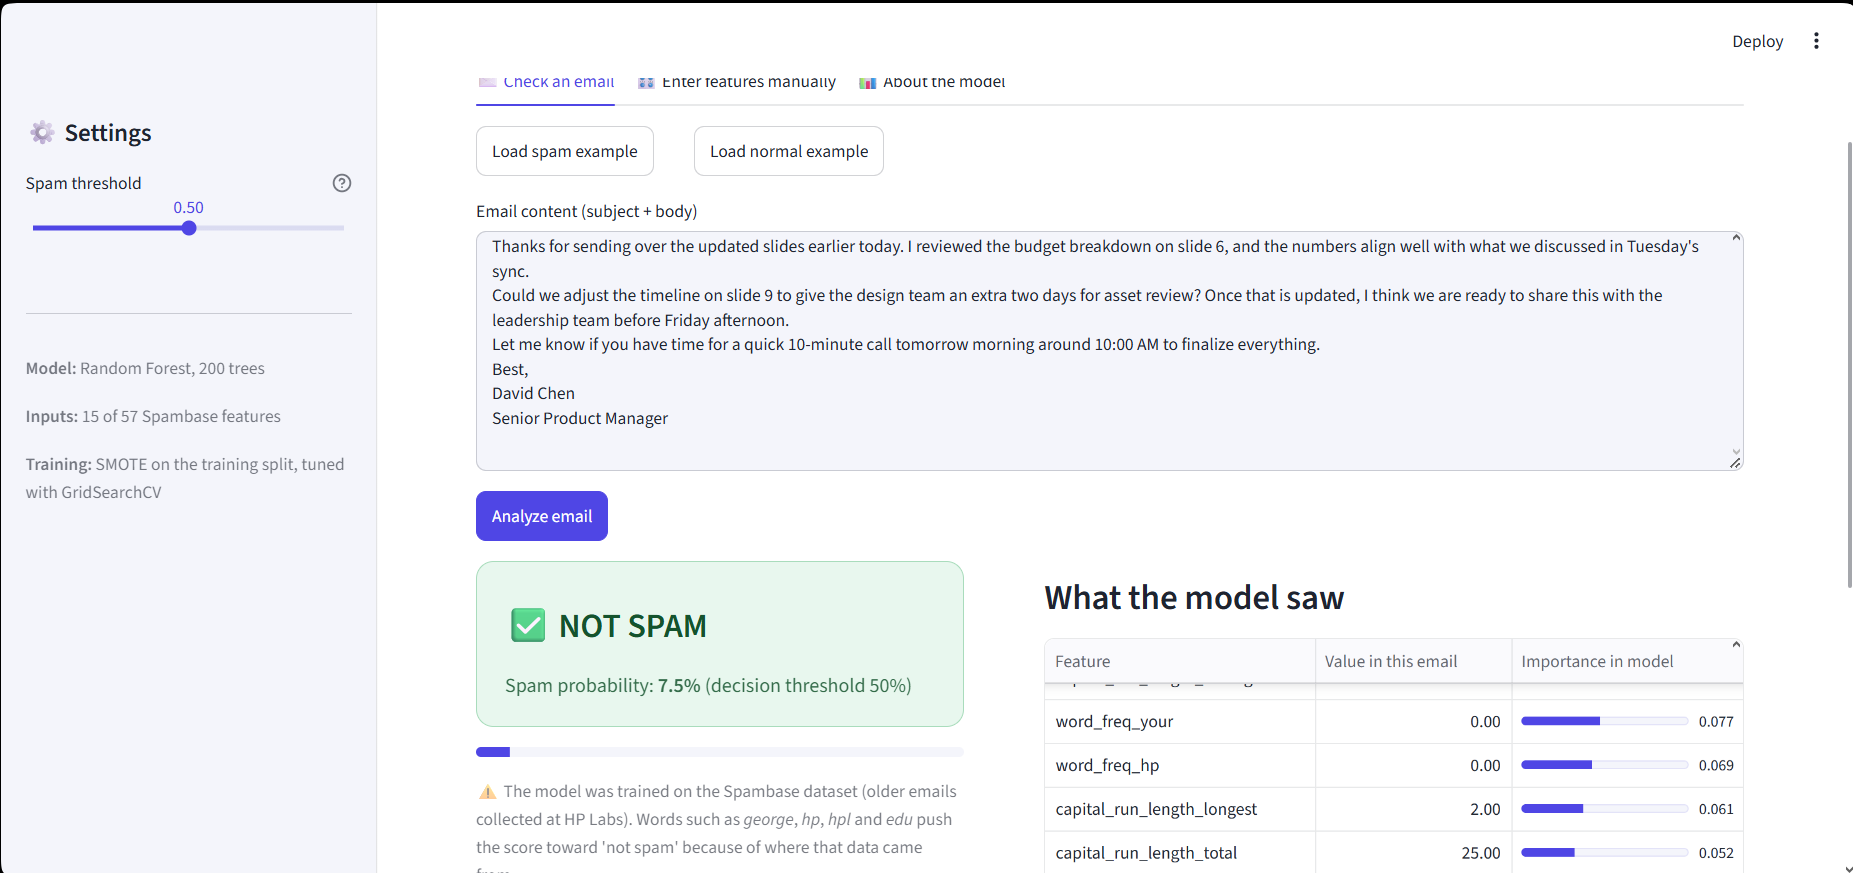 Deploy
Settings
Spam threshold
0.50
Model: Random Forest, 200 trees
Inputs: 15 of 57 Spambase features
Training: SMOTE on the training split, tuned
with GridSearchCV
Check an email
Enter features manually
About the model
Load spam example
Load normal example
Email content (subject + body)
Thanks for sending over the updated slides earlier today. I reviewed the budget breakdown on slide 6, and the numbers align well with what we discussed in Tuesday's
sync.
Could we adjust the timeline on slide 9 to give the design team an extra two days for asset review? Once that is updated, I think we are ready to share this with the
leadership team before Friday afternoon.
Let me know if you have time for a quick 10-minute call tomorrow morning around 10:00 AM to finalize everything.
Best,
David Chen
Senior Product Manager
Analyze email
NOT SPAM
Spam probability: 7.5% (decision threshold 50%)
The model was trained on the Spambase dataset (older emails
collected at HP Labs). Words such as george, hp, hpl and edu push
the score toward 'not spam' because of where that data came
What the model saw
Feature Value in this email Importance in model
word_freq_your 0.00 0.077
word_freq_hp 0.00 0.069
capital_run_length_longest 2.00 0.061
capital_run_length_total 25.00 0.052